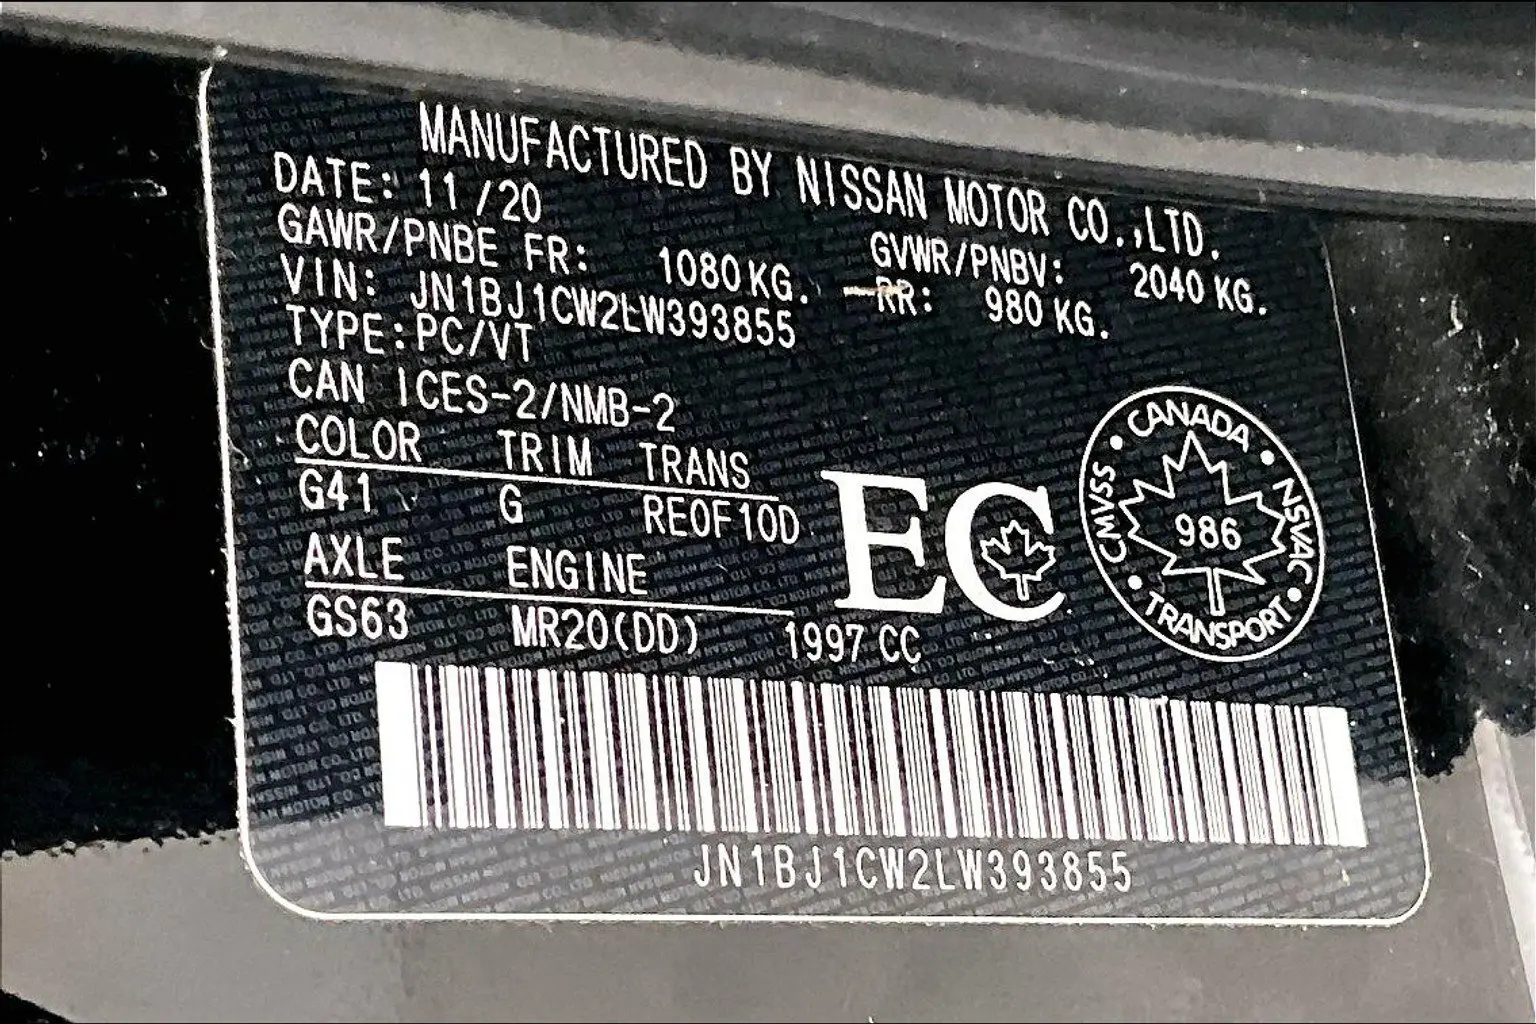 MANUFACTURED BY NISSAN MOTOR CO.,LTD.
DATE: 11 /20 GVWR/PNBV: 2040 KG.
GAWR/PNBE FR: 1080 KG. RR: 980 KG.
VIN: JN1BJ1CW2LW393855
TYPE:PC/VT
CAN ICES-2/NMB-2
COLOR TRIM TRANS
G41 G RE0F10D
AXLE ENGINE
GS63 MR20(DD) 1997 CC
EC
CANADA
CMVSS 986 NSVAC
TRANSPORT
JN1BJ1CW2LW393855